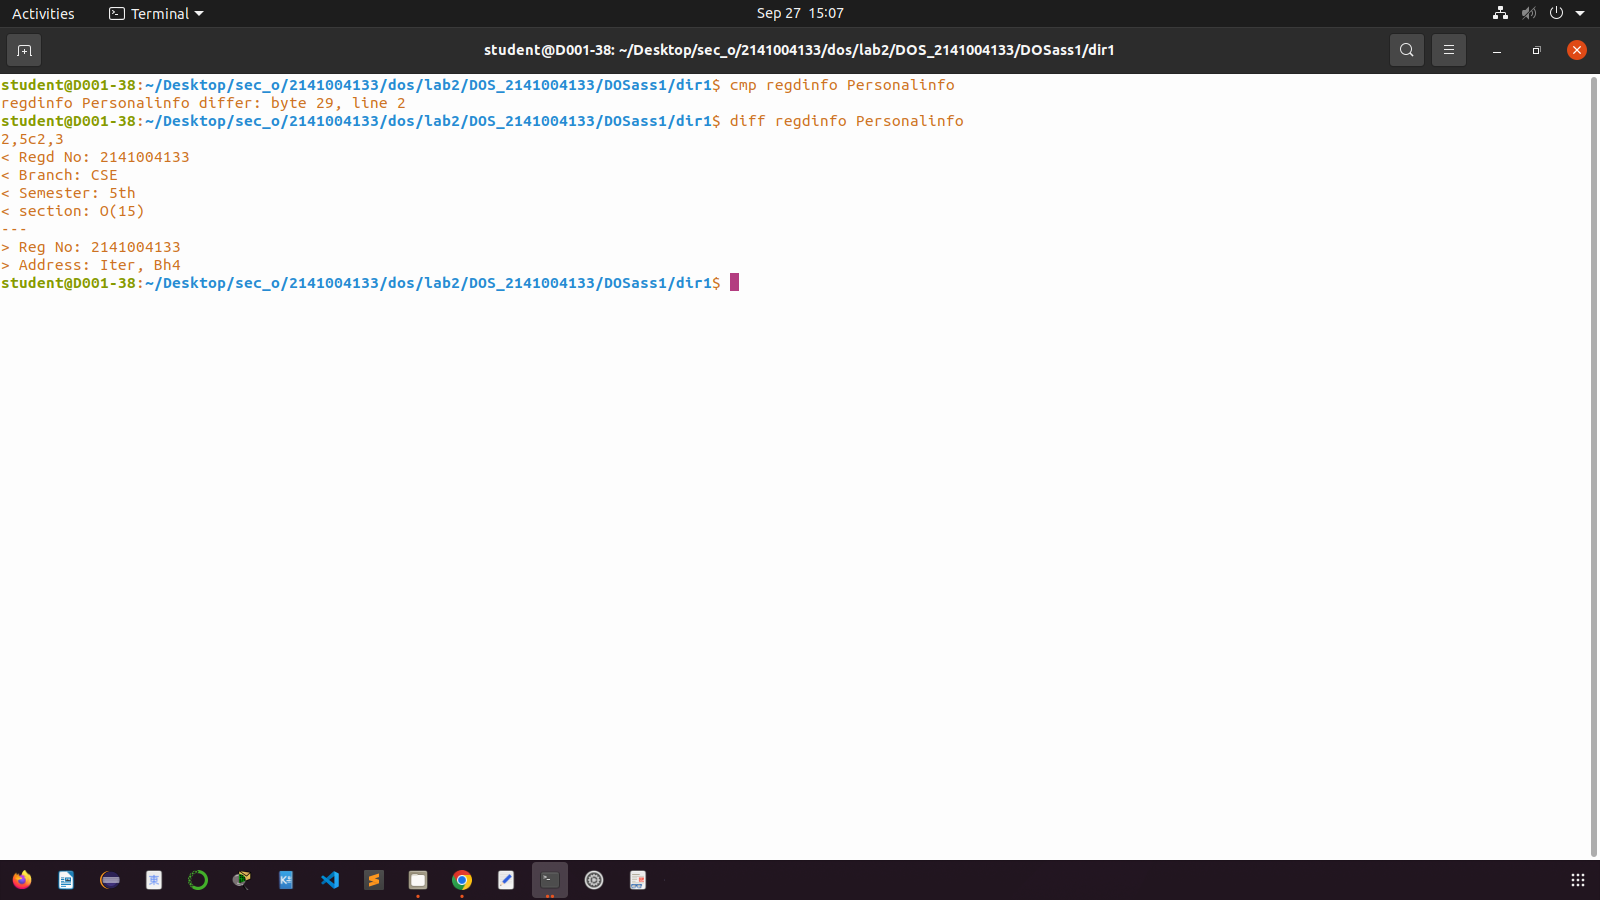 Activities
Terminal
Sep 27 15:07
student@D001-38: ~/Desktop/sec_o/2141004133/dos/lab2/DOS_2141004133/DOSass1/dir1
student@D001-38:~/Desktop/sec_o/2141004133/dos/lab2/DOS_2141004133/DOSass1/dir1$ cmp regdinfo Personalinfo
regdinfo Personalinfo differ: byte 29, line 2
student@D001-38:~/Desktop/sec_o/2141004133/dos/lab2/DOS_2141004133/DOSass1/dir1$ diff regdinfo Personalinfo
2,5c2,3
< Regd No: 2141004133
< Branch: CSE
< Semester: 5th
< section: O(15)
---
> Reg No: 2141004133
> Address: Iter, Bh4
student@D001-38:~/Desktop/sec_o/2141004133/dos/lab2/DOS_2141004133/DOSass1/dir1$